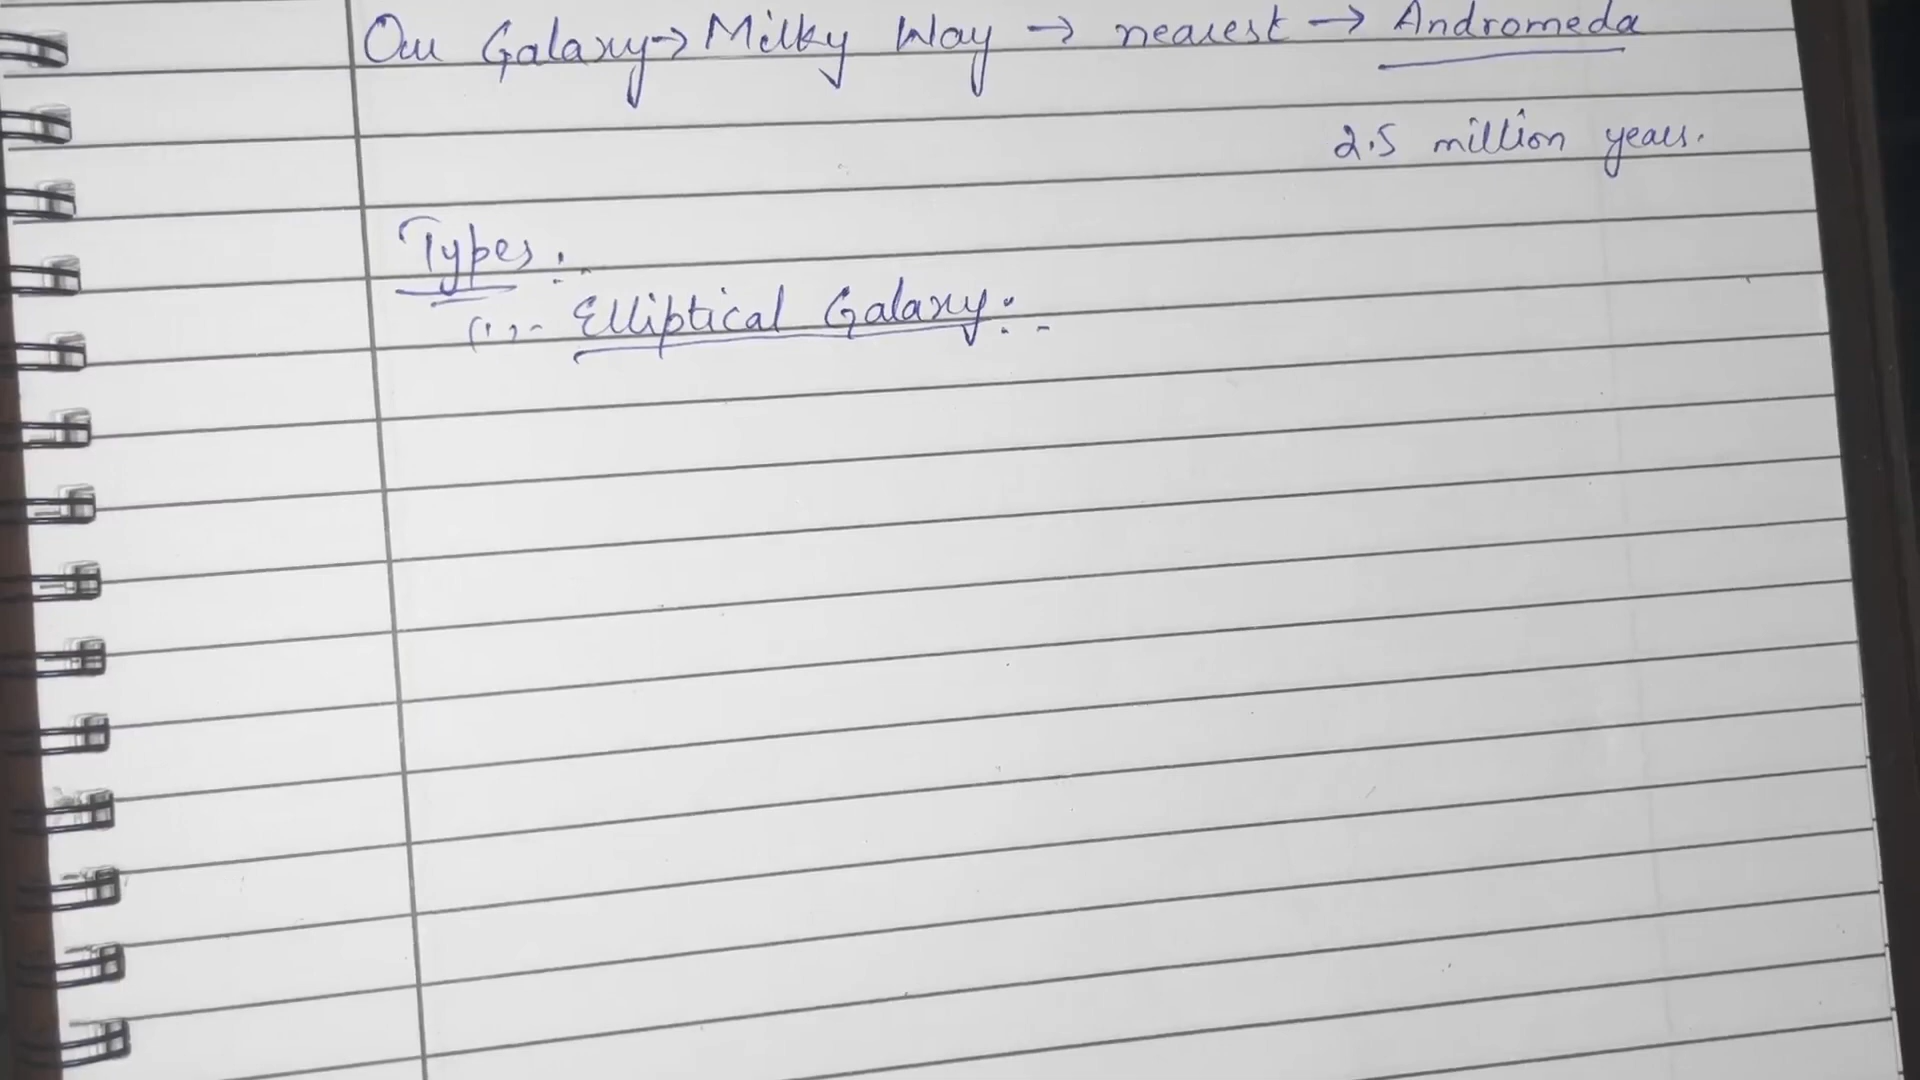 Our Galaxy → Milky Way → nearest → Andromeda
2.5 million years.
Types :-
(1)- Elliptical Galaxy :-